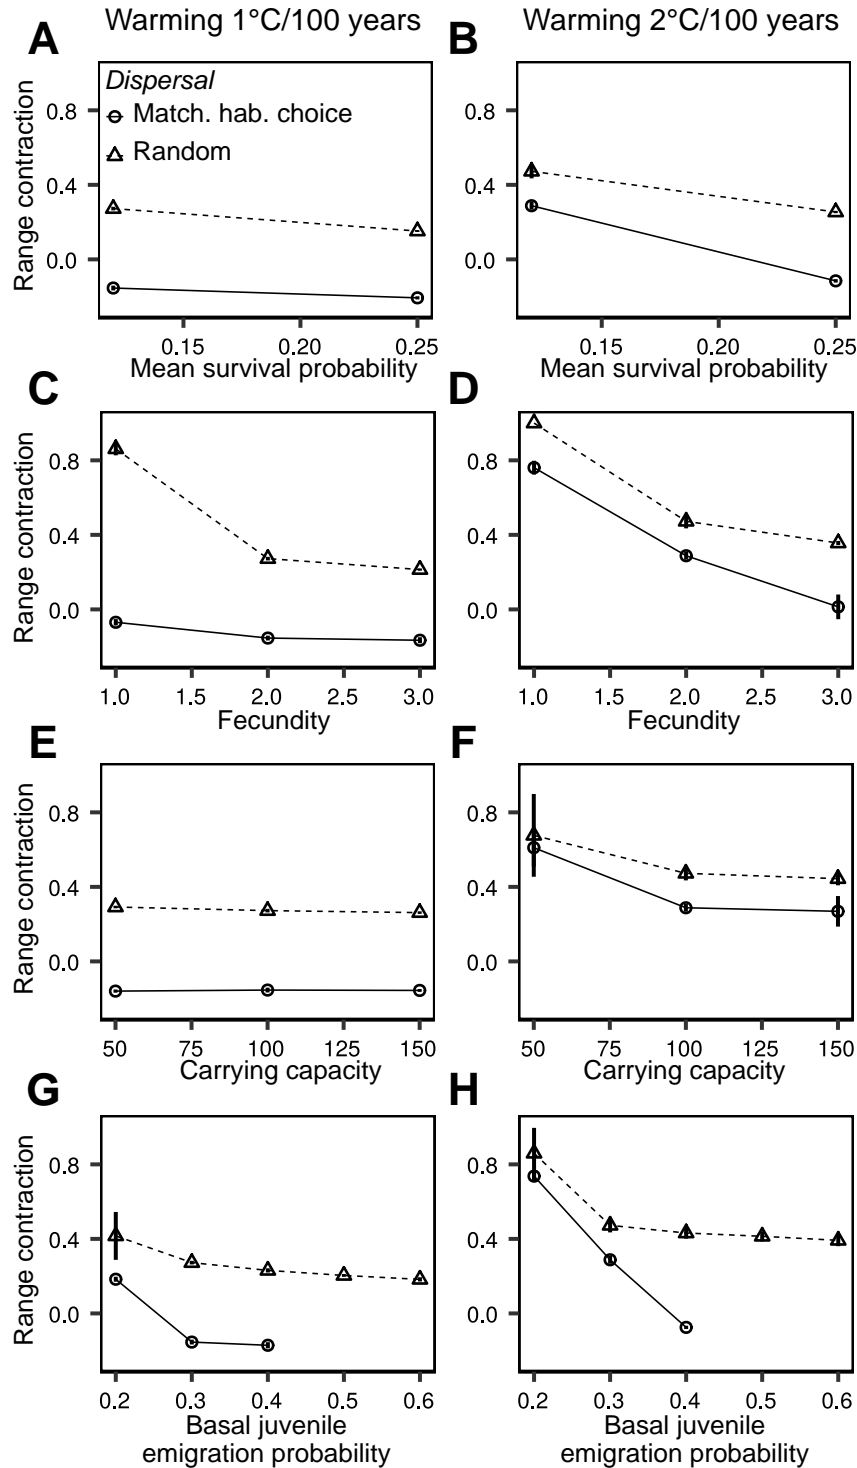 Warming 1°C/100 years
Warming 2°C/100 years
A
B
Range contraction
0.8
0.4
0.0
Dispersal
Match. hab. choice
Random
0.8
0.4
0.0
0.15
0.20
0.25
Mean survival probability
0.15
0.20
0.25
Mean survival probability
C
D
Range contraction
0.8
0.4
0.0
0.8
0.4
0.0
1.0
1.5
2.0
2.5
3.0
Fecundity
1.0
1.5
2.0
2.5
3.0
Fecundity
E
F
Range contraction
0.8
0.4
0.0
0.8
0.4
0.0
50
75
100
125
150
Carrying capacity
50
75
100
125
150
Carrying capacity
G
H
Range contraction
0.8
0.4
0.0
0.8
0.4
0.0
0.2
0.3
0.4
0.5
0.6
Basal juvenile
emigration probability
0.2
0.3
0.4
0.5
0.6
Basal juvenile
emigration probability